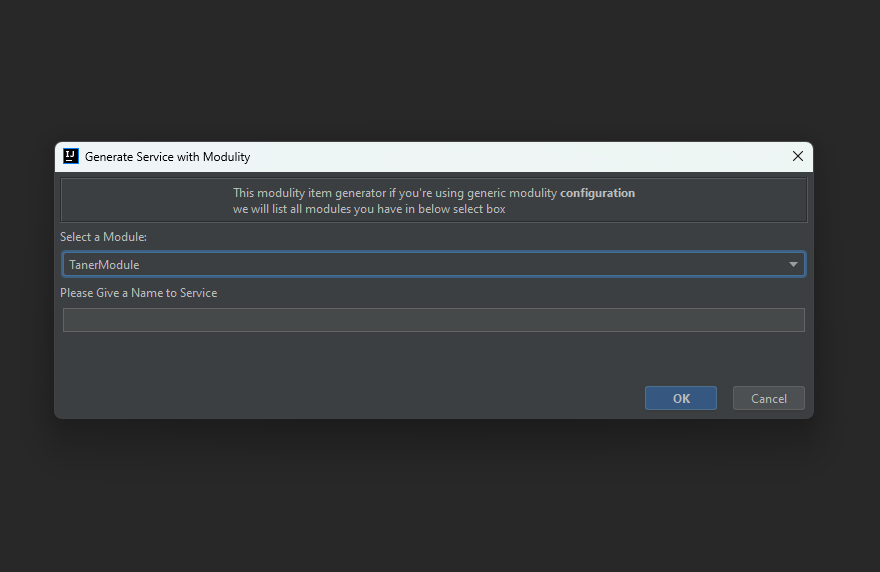 IJ
Generate Service with Modulity
This modulity item generator if you're using generic modulity configuration
we will list all modules you have in below select box
Select a Module:
TanerModule
Please Give a Name to Service
OK
Cancel